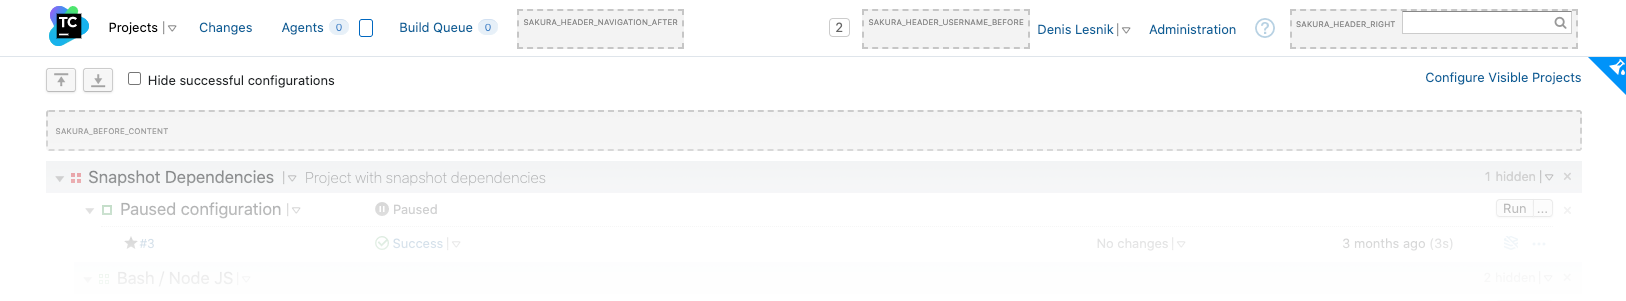 TC Projects Changes Agents 0 Build Queue 0 SAKURA_HEADER_NAVIGATION_AFTER 2 SAKURA_HEADER_USERNAME_BEFORE Denis Lesnik Administration ? SAKURA_HEADER_RIGHT
Hide successful configurations Configure Visible Projects
SAKURA_BEFORE_CONTENT
Snapshot Dependencies Project with snapshot dependencies 1 hidden
Paused configuration Paused Run ...
#3 Success No changes 3 months ago (3s) ...
Bash / Node JS 2 hidden